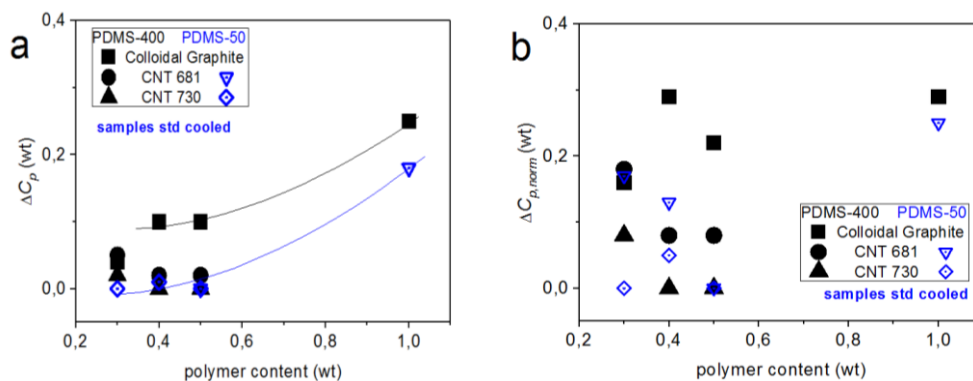 a
0,4
0,2
0,0
ΔCp (wt)
PDMS-400 PDMS-50
Colloidal Graphite
CNT 681
CNT 730
samples std cooled
0,2 0,4 0,6 0,8 1,0
polymer content (wt)
b
0,4
0,2
0,0
ΔCp,norm (wt)
PDMS-400 PDMS-50
Colloidal Graphite
CNT 681
CNT 730
samples std cooled
0,2 0,4 0,6 0,8 1,0
polymer content (wt)